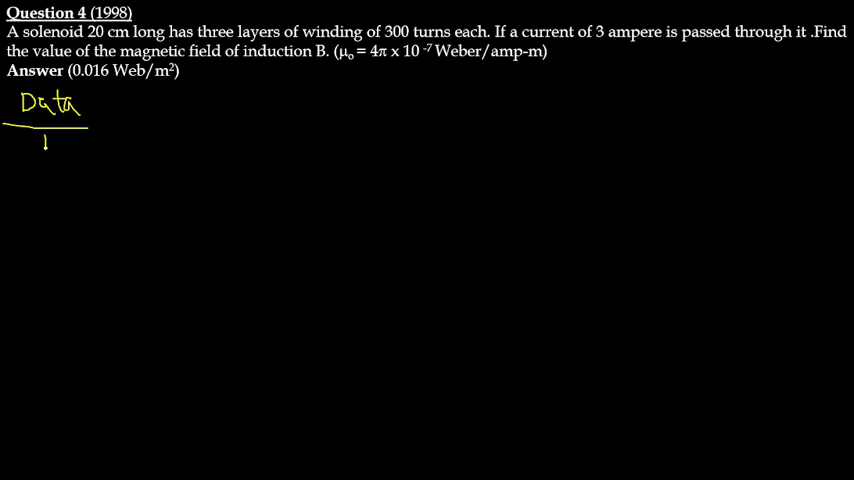 Question 4 (1998)
A solenoid 20 cm long has three layers of winding of 300 turns each. If a current of 3 ampere is passed through it .Find
the value of the magnetic field of induction B. (μₒ = 4π x 10 ⁻⁷ Weber/amp-m)
Answer (0.016 Web/m²)
Data